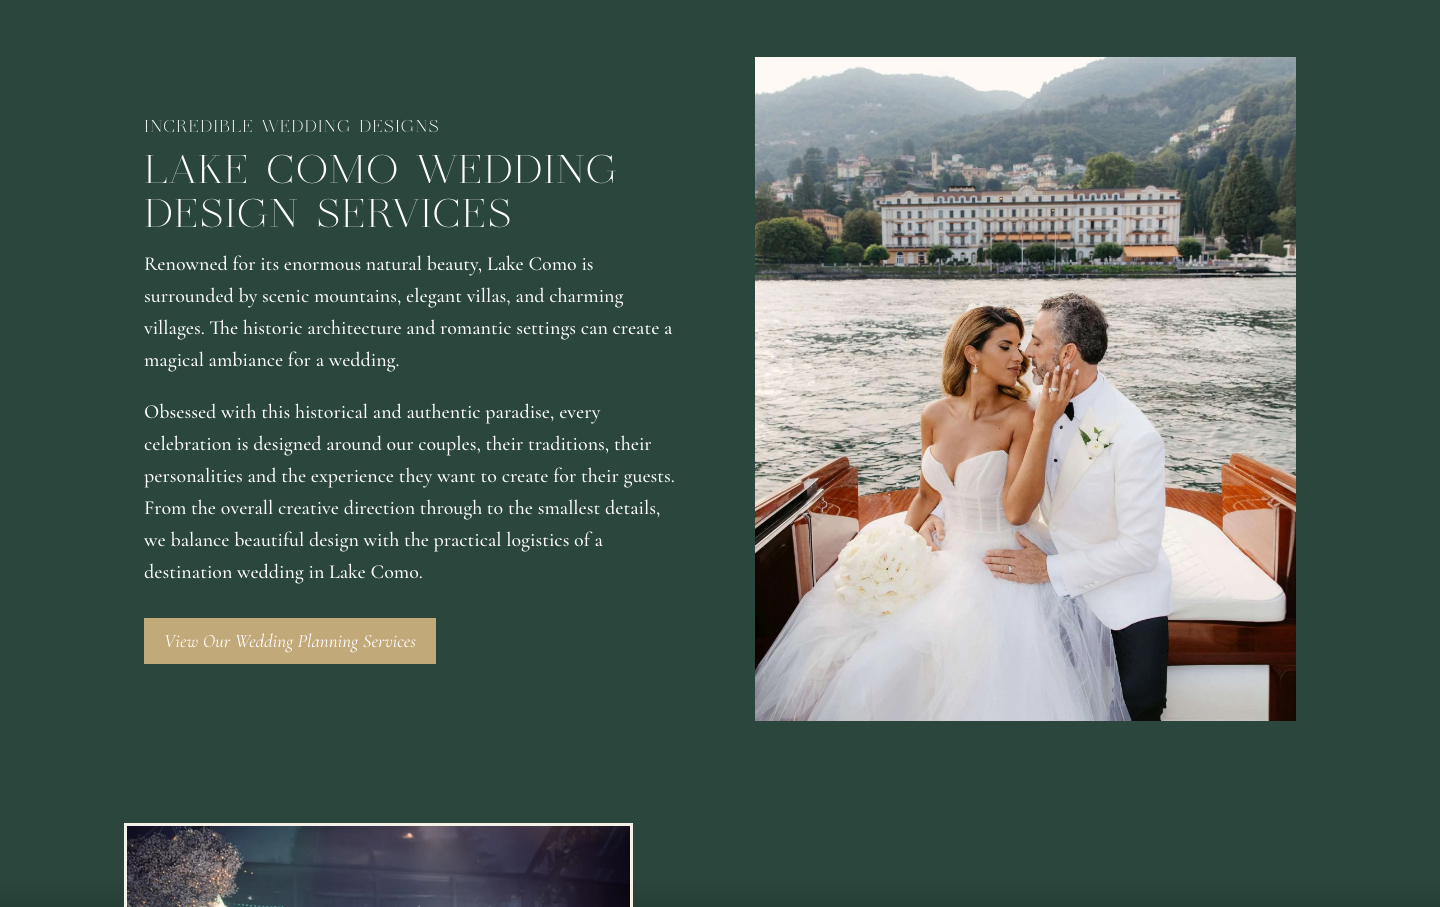 INCREDIBLE WEDDING DESIGNS
LAKE COMO WEDDING
DESIGN SERVICES
Renowned for its enormous natural beauty, Lake Como is
surrounded by scenic mountains, elegant villas, and charming
villages. The historic architecture and romantic settings can create a
magical ambiance for a wedding.
Obsessed with this historical and authentic paradise, every
celebration is designed around our couples, their traditions, their
personalities and the experience they want to create for their guests.
From the overall creative direction through to the smallest details,
we balance beautiful design with the practical logistics of a
destination wedding in Lake Como.
View Our Wedding Planning Services